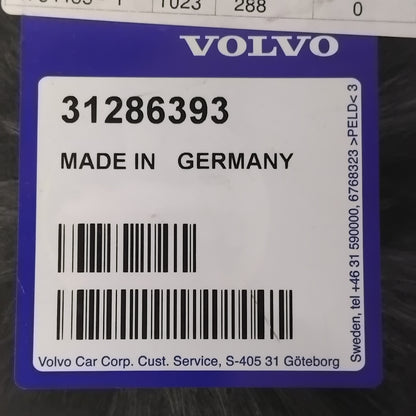 1023 288 0
VOLVO
31286393
MADE IN GERMANY
Volvo Car Corp. Cust. Service, S-405 31 Göteborg
Sweden, tel +46 31 590000, 6768323 >PELD< 3